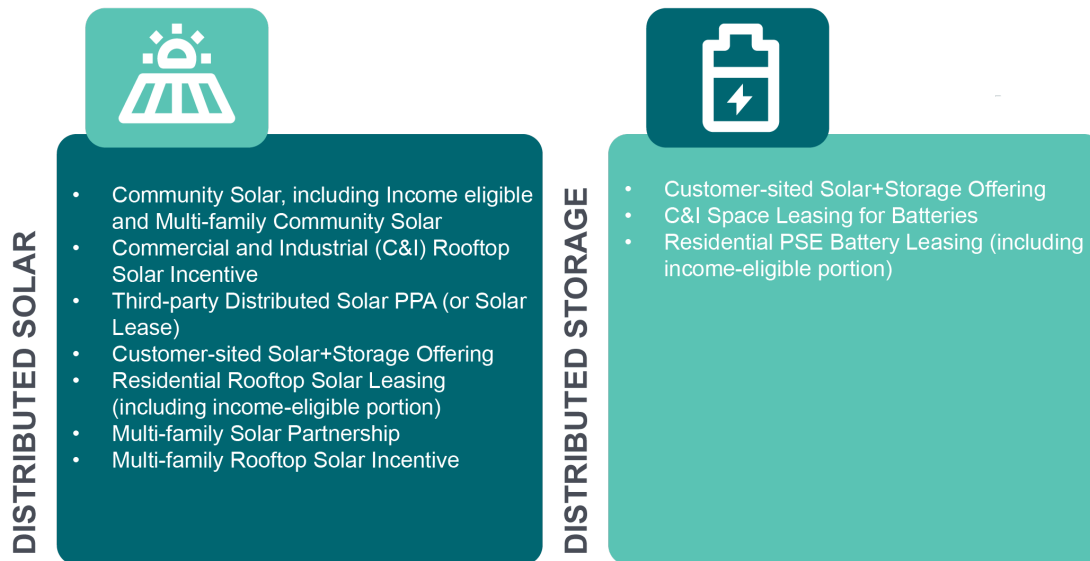 DISTRIBUTED SOLAR
• Community Solar, including Income eligible
and Multi-family Community Solar
• Commercial and Industrial (C&I) Rooftop
Solar Incentive
• Third-party Distributed Solar PPA (or Solar
Lease)
• Customer-sited Solar+Storage Offering
• Residential Rooftop Solar Leasing
(including income-eligible portion)
• Multi-family Solar Partnership
• Multi-family Rooftop Solar Incentive
DISTRIBUTED STORAGE
• Customer-sited Solar+Storage Offering
• C&I Space Leasing for Batteries
• Residential PSE Battery Leasing (including
income-eligible portion)